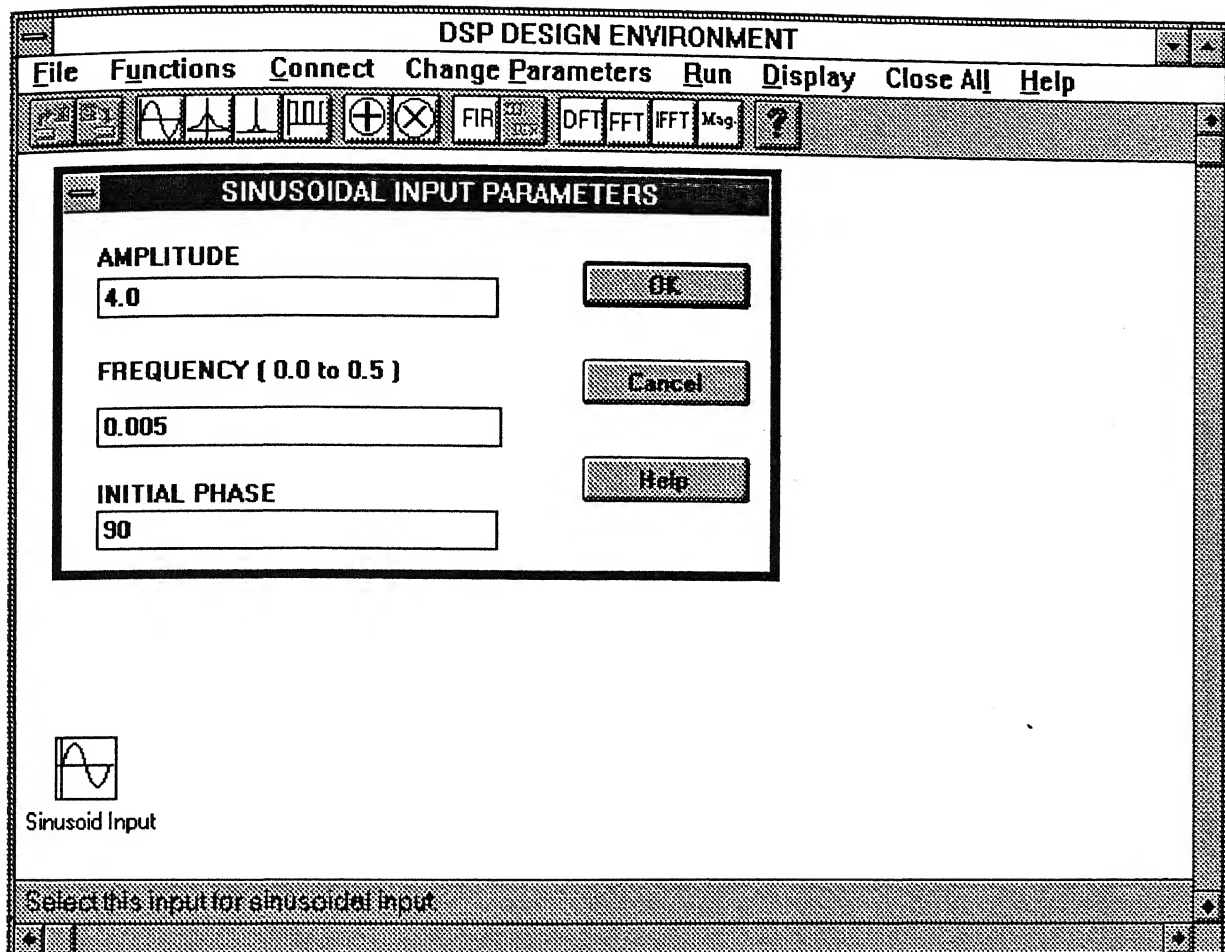 DSP DESIGN ENVIRONMENT
File Functions Connect Change Parameters Run Display Close All Help
FIR DFT FFT IFFT Mag. ?
SINUSOIDAL INPUT PARAMETERS
AMPLITUDE
4.0
OK
FREQUENCY ( 0.0 to 0.5 )
Cancel
0.005
Help
INITIAL PHASE
90
Sinusoid Input
Select this input for sinusoidal input